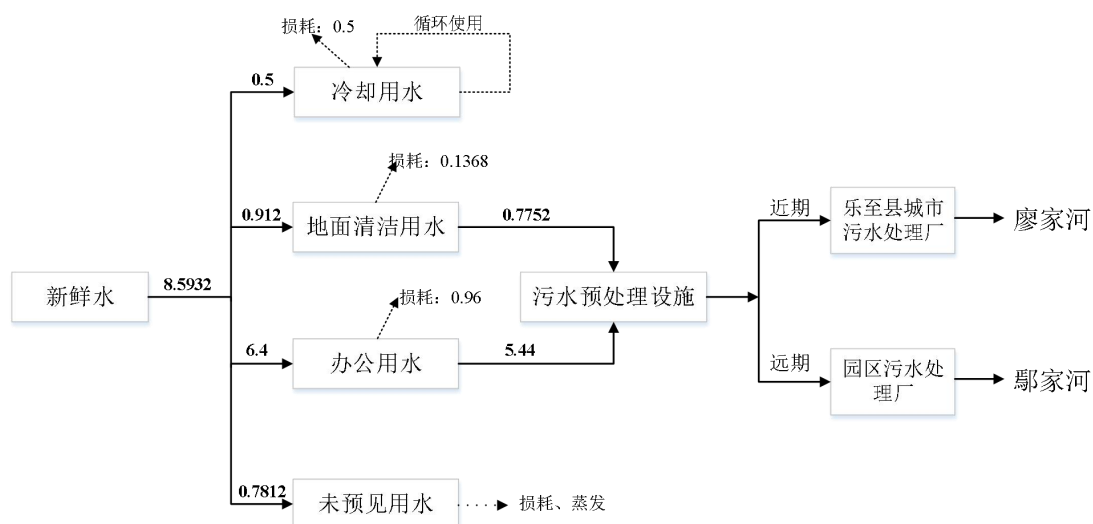 损耗：0.5
循环使用
0.5
冷却用水
损耗：0.1368
0.912
地面清洁用水
0.7752
近期
乐至县城市
污水处理厂
廖家河
新鲜水
8.5932
损耗：0.96
污水预处理设施
6.4
办公用水
5.44
远期
园区污水处
理厂
鄢家河
0.7812
未预见用水
损耗、蒸发